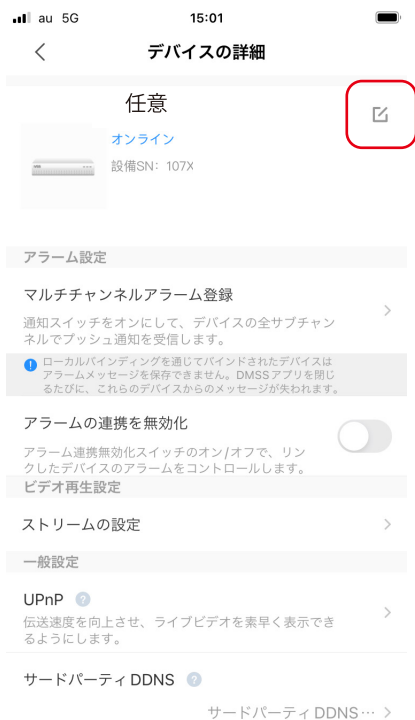 au 5G 15:01
デバイスの詳細
任意
オンライン
設備SN: 107X
アラーム設定
マルチチャンネルアラーム登録
通知スイッチをオンにして、デバイスの全サブチャン
ネルでプッシュ通知を受信します。
ローカルバインディングを通じてバインドされたデバイスは
アラームメッセージを保存できません。DMSSアプリを閉じ
るたびに、これらのデバイスからのメッセージが失われます。
アラームの連携を無効化
アラーム連携無効化スイッチのオン/オフで、リン
クしたデバイスのアラームをコントロールします。
ビデオ再生設定
ストリームの設定
一般設定
UPnP
伝送速度を向上させ、ライブビデオを素早く表示でき
るようにします。
サードパーティDDNS
サードパーティDDNS…